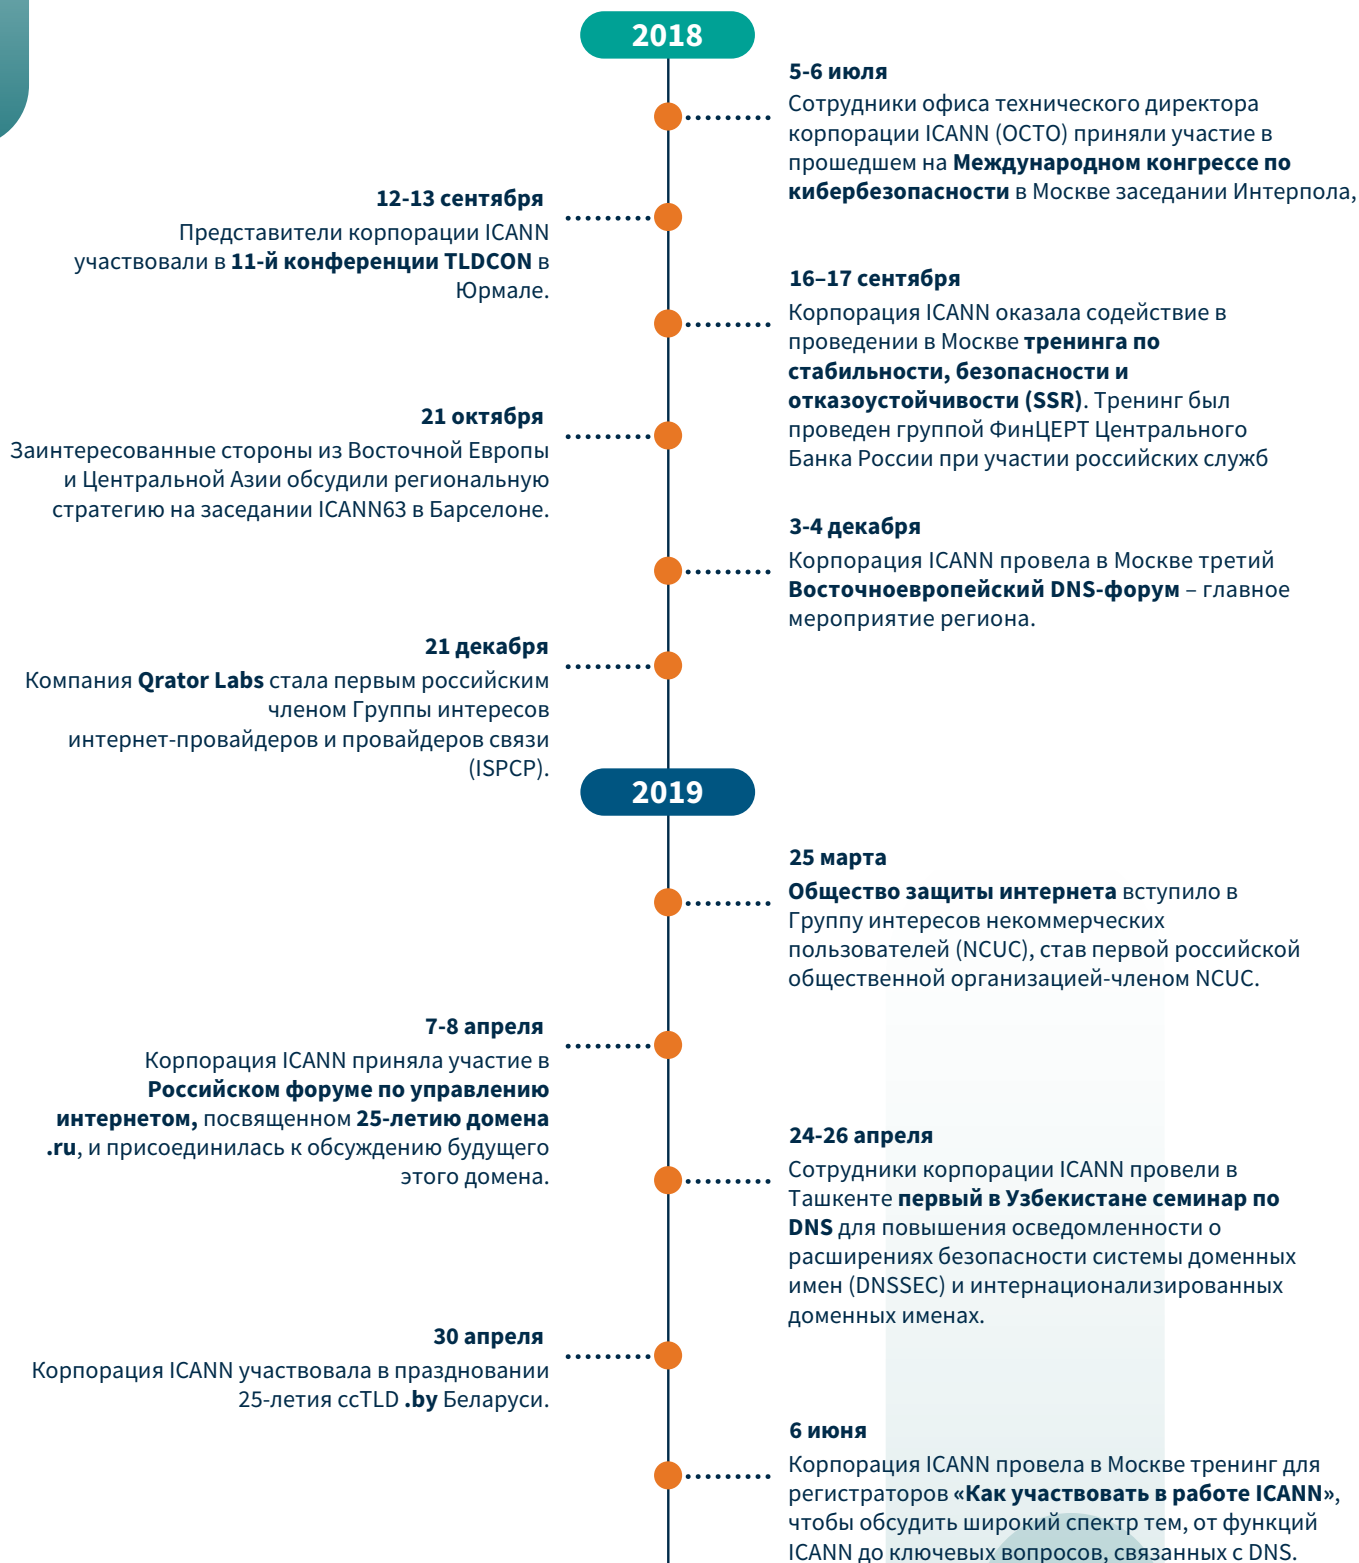 2018
5-6 июля
Сотрудники офиса технического директора
корпорации ICANN (OCTO) приняли участие в
прошедшем на Международном конгрессе по
кибербезопасности в Москве заседании Интерпола,
12-13 сентября
Представители корпорации ICANN
участвовали в 11-й конференции TLDCON в
Юрмале.
16–17 сентября
Корпорация ICANN оказала содействие в
проведении в Москве тренинга по
стабильности, безопасности и
отказоустойчивости (SSR). Тренинг был
проведен группой ФинЦЕРТ Центрального
Банка России при участии российских служб
21 октября
Заинтересованные стороны из Восточной Европы
и Центральной Азии обсудили региональную
стратегию на заседании ICANN63 в Барселоне.
3-4 декабря
Корпорация ICANN провела в Москве третий
Восточноевропейский DNS-форум – главное
мероприятие региона.
21 декабря
Компания Qrator Labs стала первым российским
членом Группы интересов
интернет-провайдеров и провайдеров связи
(ISPCP).
2019
25 марта
Общество защиты интернета вступило в
Группу интересов некоммерческих
пользователей (NCUC), став первой российской
общественной организацией-членом NCUC.
7-8 апреля
Корпорация ICANN приняла участие в
Российском форуме по управлению
интернетом, посвященном 25-летию домена
.ru, и присоединилась к обсуждению будущего
этого домена.
24-26 апреля
Сотрудники корпорации ICANN провели в
Ташкенте первый в Узбекистане семинар по
DNS для повышения осведомленности о
расширениях безопасности системы доменных
имен (DNSSEC) и интернационализированных
доменных именах.
30 апреля
Корпорация ICANN участвовала в праздновании
25-летия ccTLD .by Беларуси.
6 июня
Корпорация ICANN провела в Москве тренинг для
регистраторов «Как участвовать в работе ICANN»,
чтобы обсудить широкий спектр тем, от функций
ICANN до ключевых вопросов, связанных с DNS.